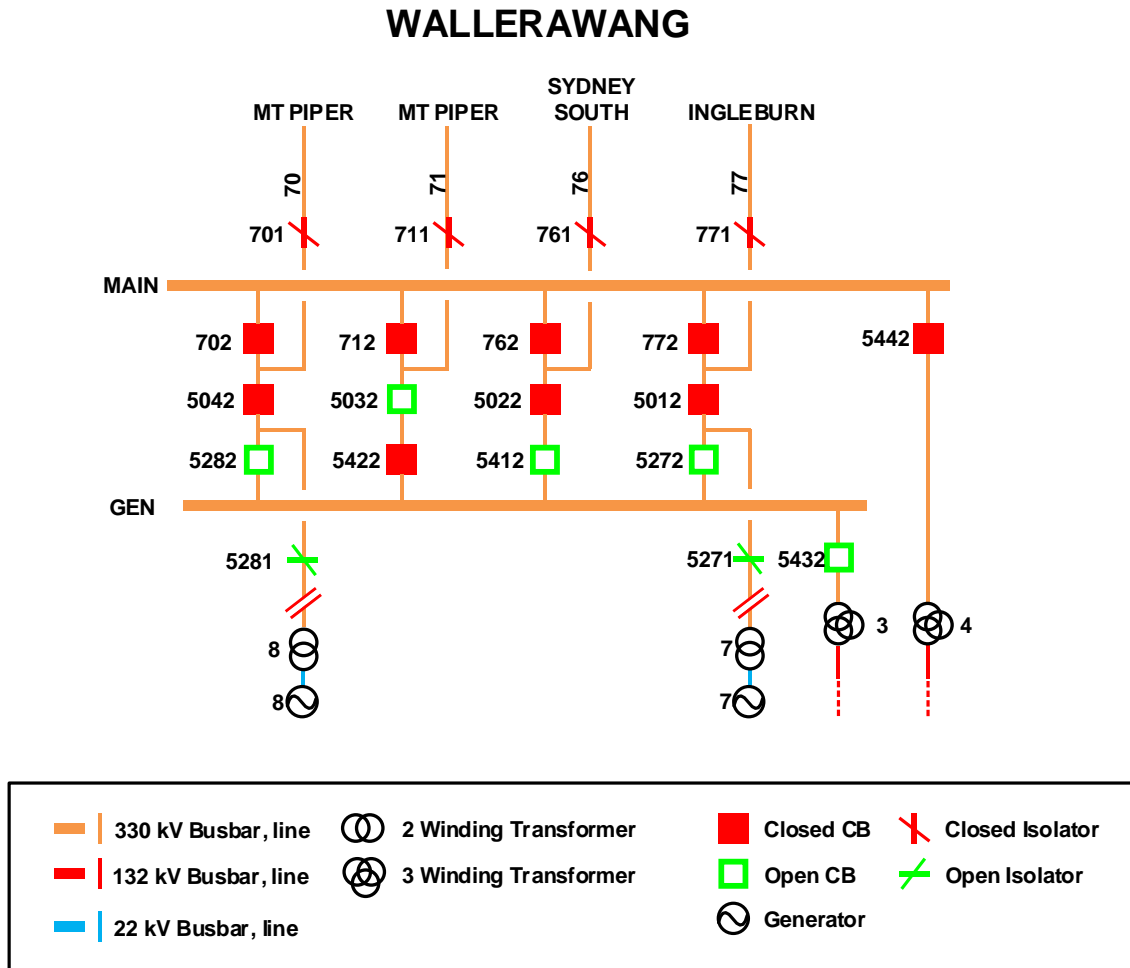 WALLERAWANG
MT PIPER
MT PIPER
SYDNEY
SOUTH
INGLEBURN
70
71
76
77
701
711
761
771
MAIN
702
712
762
772
5442
5042
5032
5022
5012
5282
5422
5412
5272
GEN
5281
5271
5432
8
7
3
4
8
7
330 kV Busbar, line
2 Winding Transformer
Closed CB
Closed Isolator
132 kV Busbar, line
3 Winding Transformer
Open CB
Open Isolator
22 kV Busbar, line
Generator